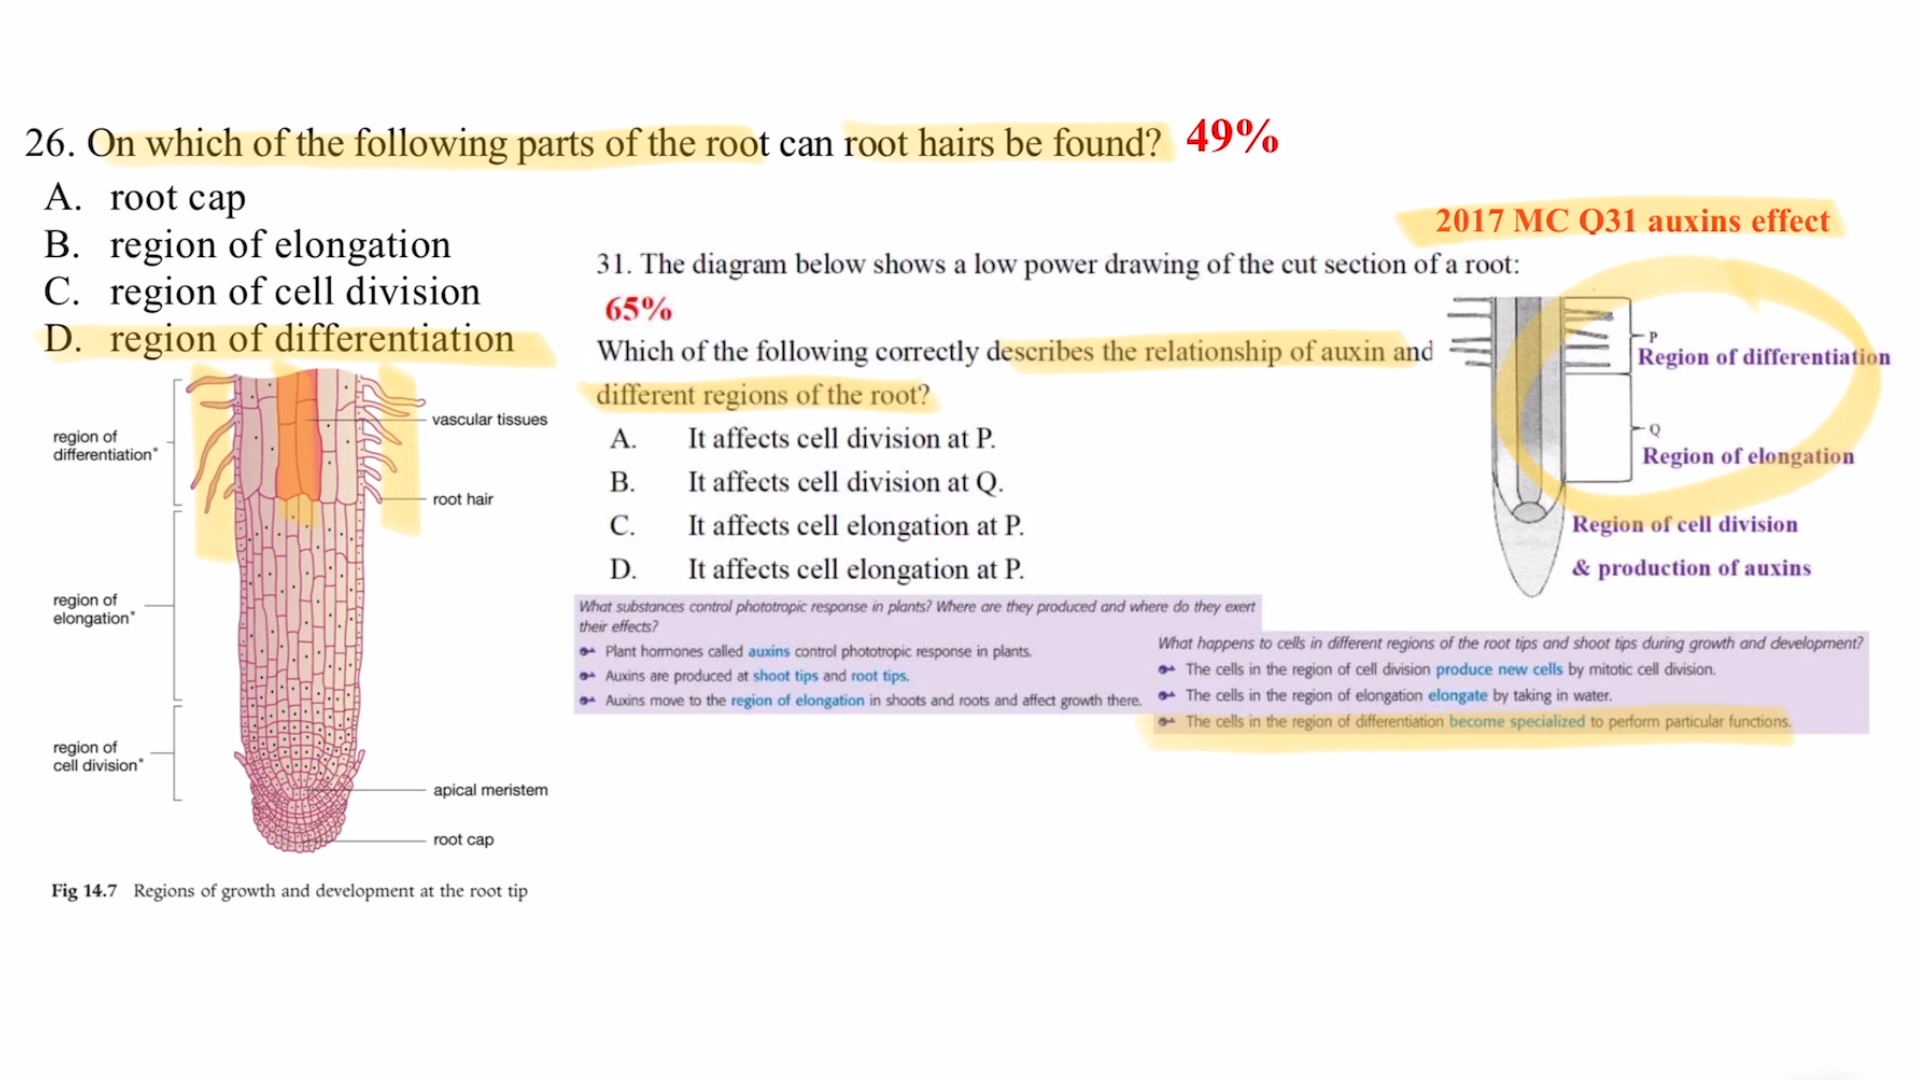 26. On which of the following parts of the root can root hairs be found? 49%
A. root cap
B. region of elongation
C. region of cell division
D. region of differentiation
region of
differentiation*
vascular tissues
root hair
region of
elongation*
region of
cell division*
apical meristem
root cap
Fig 14.7 Regions of growth and development at the root tip
2017 MC Q31 auxins effect
31. The diagram below shows a low power drawing of the cut section of a root:
65%
Which of the following correctly describes the relationship of auxin and
different regions of the root?
A. It affects cell division at P.
B. It affects cell division at Q.
C. It affects cell elongation at P.
D. It affects cell elongation at P.
P
Region of differentiation
Q
Region of elongation
Region of cell division
& production of auxins
What substances control phototropic response in plants? Where are they produced and where do they exert
their effects?
Plant hormones called auxins control phototropic response in plants.
Auxins are produced at shoot tips and root tips.
Auxins move to the region of elongation in shoots and roots and affect growth there.
What happens to cells in different regions of the root tips and shoot tips during growth and development?
The cells in the region of cell division produce new cells by mitotic cell division.
The cells in the region of elongation elongate by taking in water.
The cells in the region of differentiation become specialized to perform particular functions.